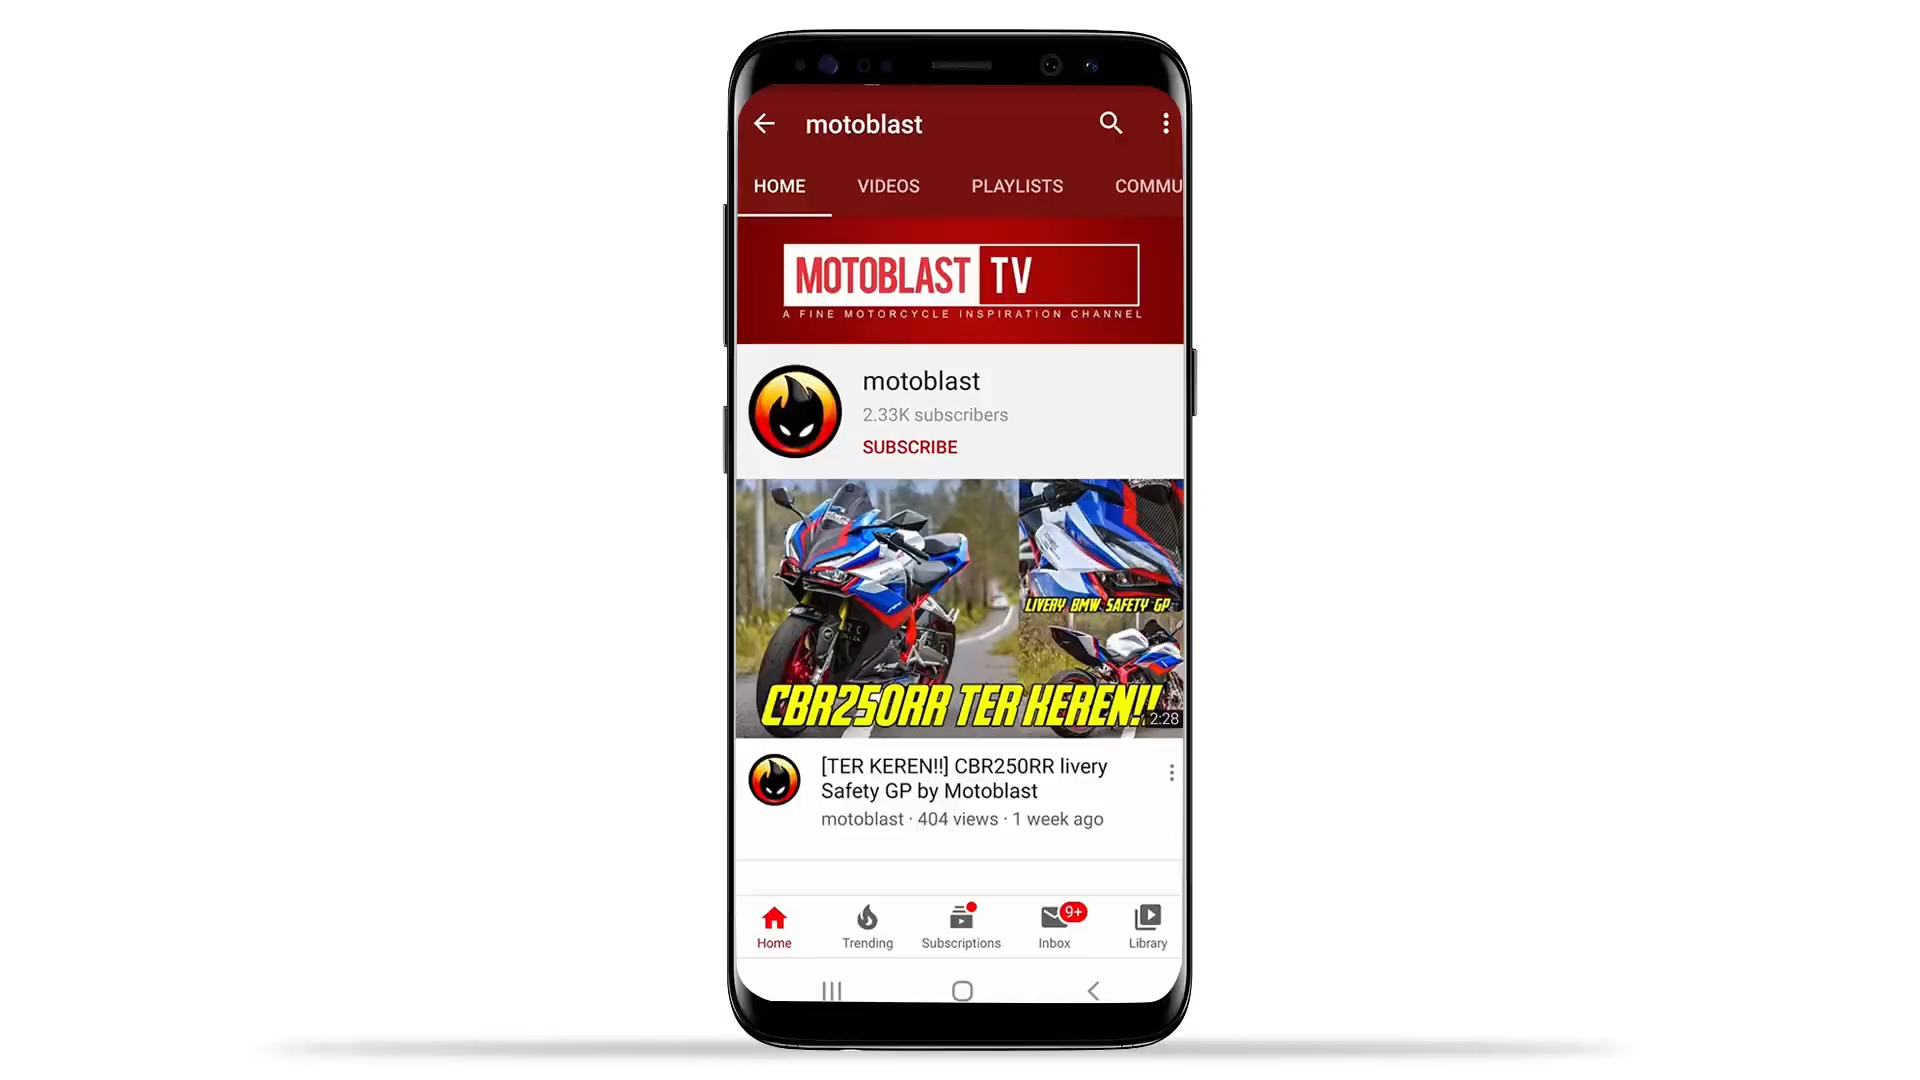 motoblast
HOME VIDEOS PLAYLISTS COMMU
MOTOBLAST TV
A FINE MOTORCYCLE INSPIRATION CHANNEL
motoblast
2.33K subscribers
SUBSCRIBE
LIVERY BMW SAFETY GP
CBR250RR TER KEREN!!
2:28
[TER KEREN!!] CBR250RR livery
Safety GP by Motoblast
motoblast · 404 views · 1 week ago
9+
Home Trending Subscriptions Inbox Library